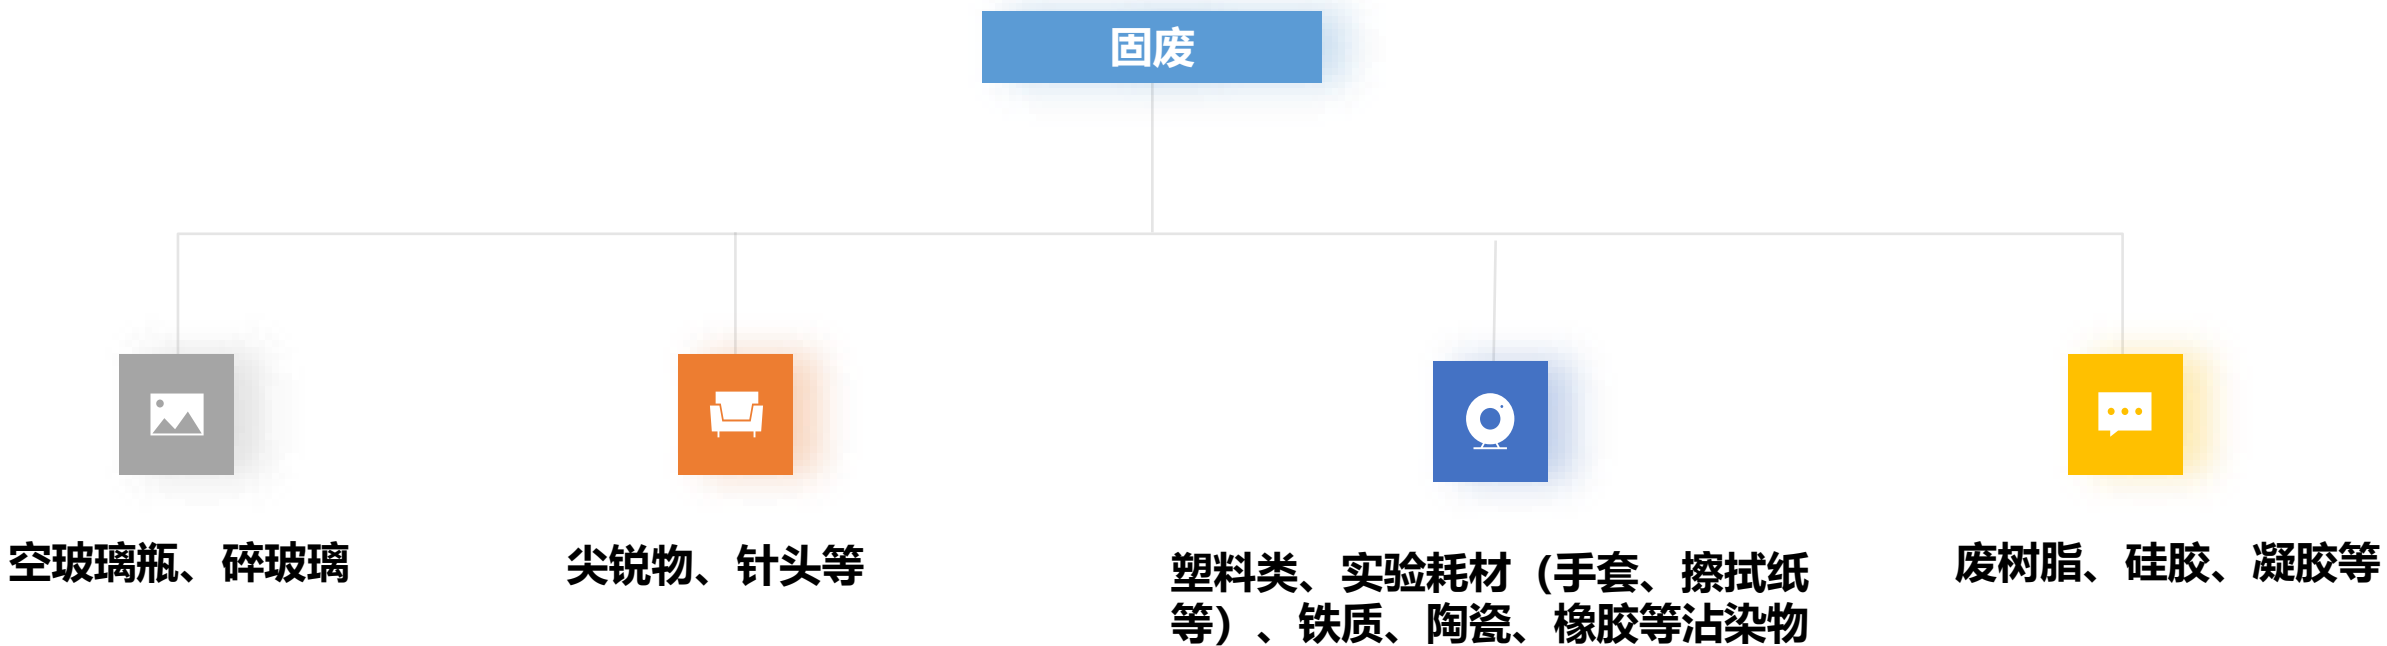 固废
空玻璃瓶、碎玻璃
尖锐物、针头等
塑料类、实验耗材（手套、擦拭纸
等）、铁质、陶瓷、橡胶等沾染物
废树脂、硅胶、凝胶等